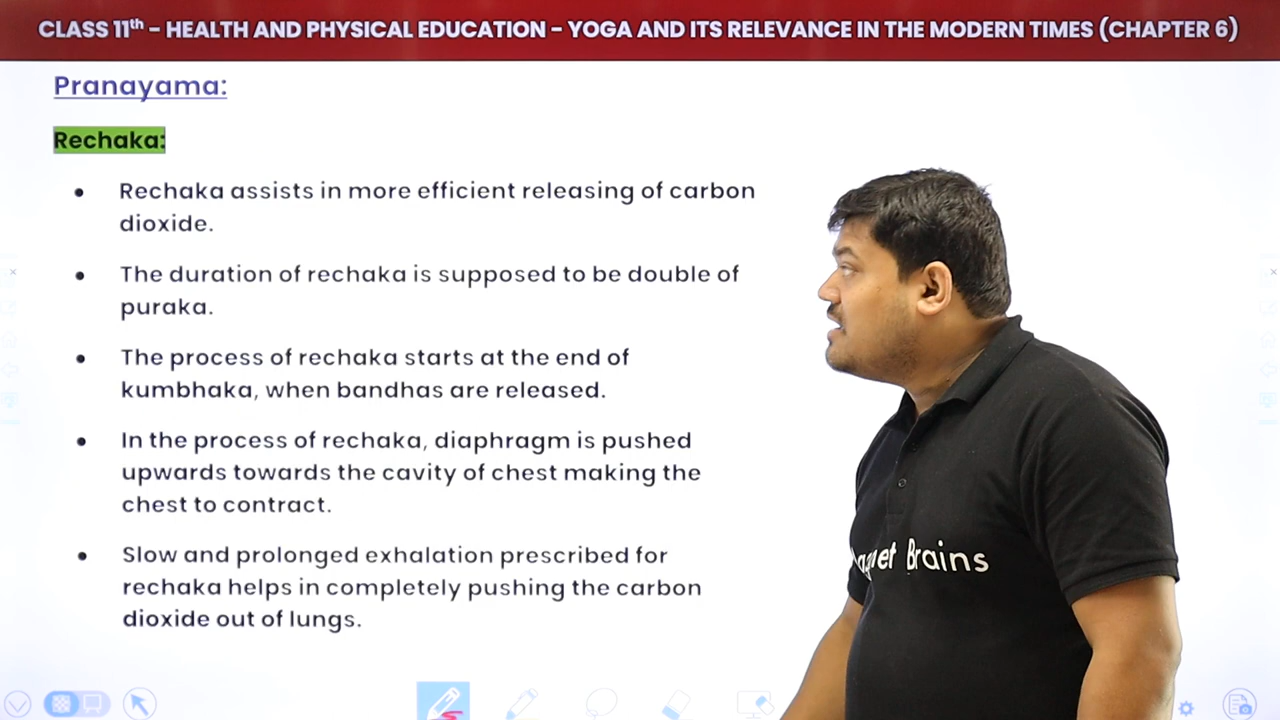 CLASS 11th – HEALTH AND PHYSICAL EDUCATION – YOGA AND ITS RELEVANCE IN THE MODERN TIMES (CHAPTER 6)
Pranayama:
Rechaka:
• Rechaka assists in more efficient releasing of carbon
dioxide.
• The duration of rechaka is supposed to be double of
puraka.
• The process of rechaka starts at the end of
kumbhaka, when bandhas are released.
• In the process of rechaka, diaphragm is pushed
upwards towards the cavity of chest making the
chest to contract.
• Slow and prolonged exhalation prescribed for
rechaka helps in completely pushing the carbon
dioxide out of lungs.
Brains